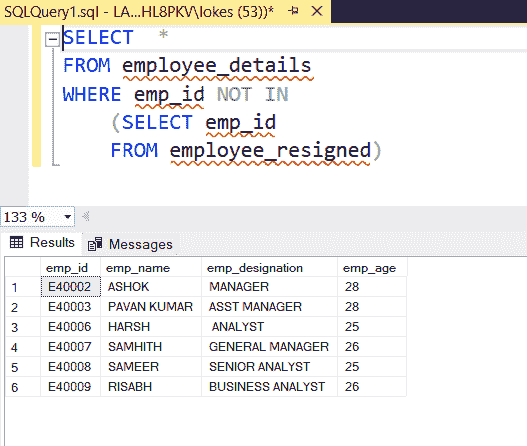 SQLQuery1.sql - LA...HL8PKV\lokes (53))*
SELECT *
FROM employee_details
WHERE emp_id NOT IN
(SELECT emp_id
FROM employee_resigned)
133 %
Results Messages
emp_id emp_name emp_designation emp_age
1 E40002 ASHOK MANAGER 28
2 E40003 PAVAN KUMAR ASST MANAGER 28
3 E40006 HARSH ANALYST 25
4 E40007 SAMHITH GENERAL MANAGER 26
5 E40008 SAMEER SENIOR ANALYST 25
6 E40009 RISABH BUSINESS ANALYST 26